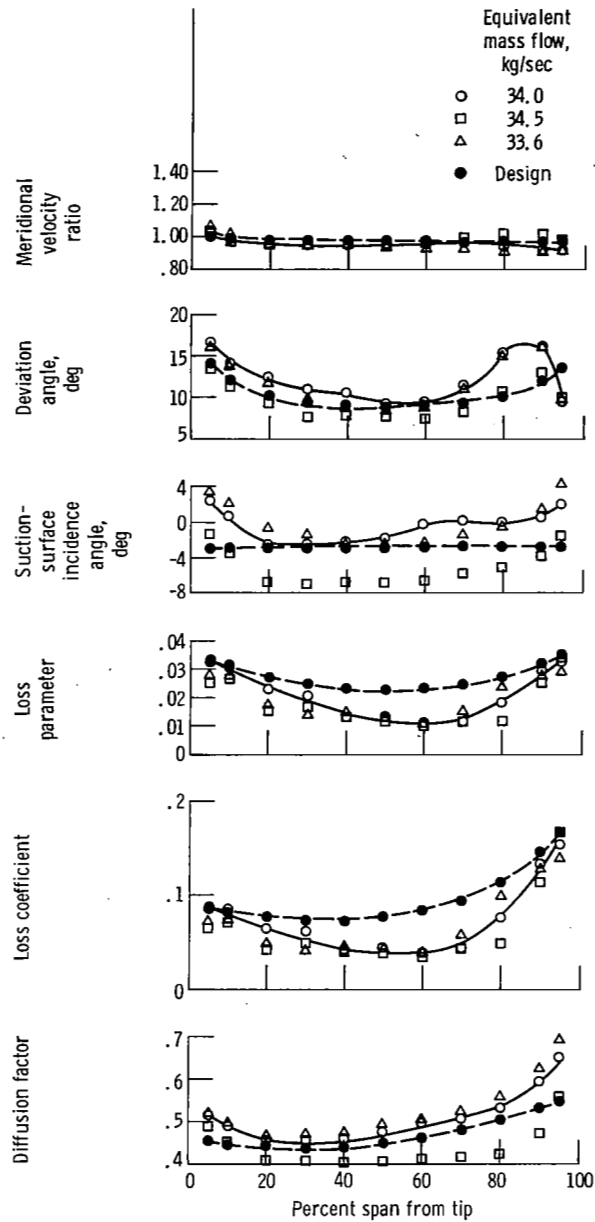 Equivalent
mass flow,
kg/sec
34.0
34.5
33.6
Design
Meridional
velocity
ratio
1.40
1.20
1.00
.80
Deviation
angle,
deg
20
15
10
5
Suction-
surface
incidence
angle,
deg
4
0
-4
-8
Loss
parameter
.04
.03
.02
.01
0
Loss coefficient
.2
.1
0
Diffusion factor
.7
.6
.5
.4
0 20 40 60 80 100
Percent span from tip